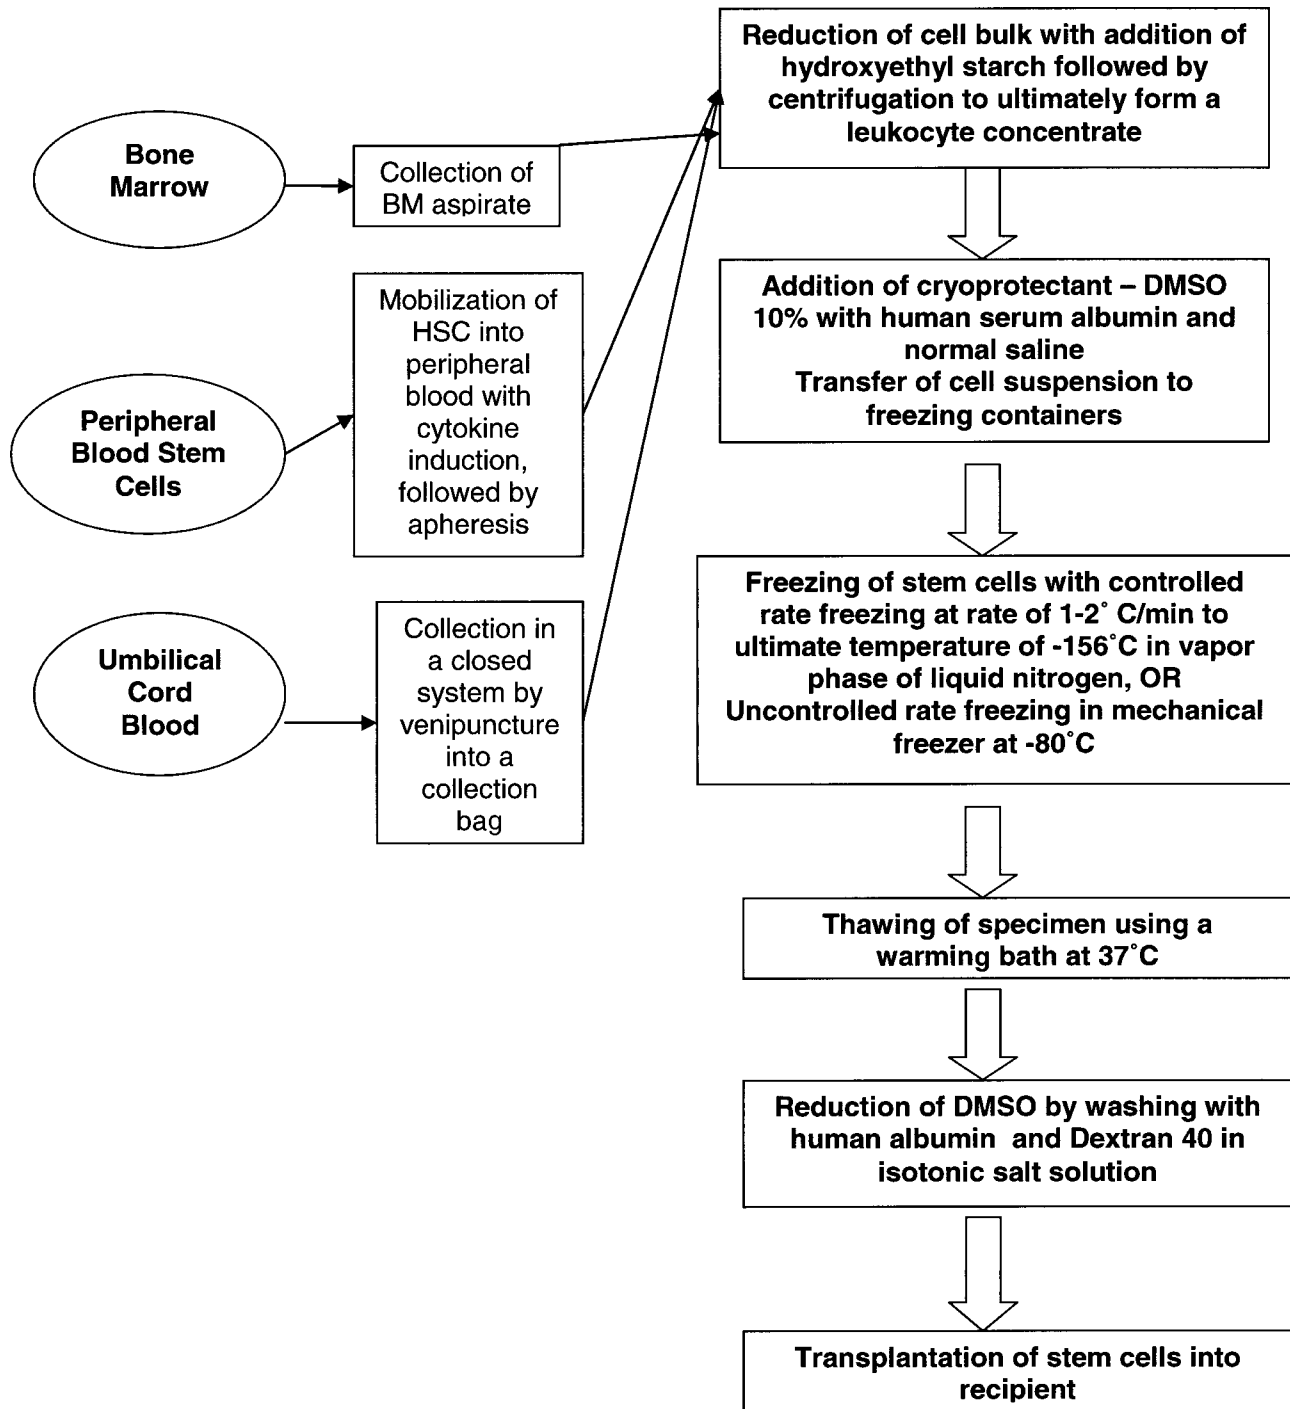 Bone
Marrow
Collection of
BM aspirate
Peripheral
Blood Stem
Cells
Mobilization of
HSC into
peripheral
blood with
cytokine
induction,
followed by
apheresis
Umbilical
Cord
Blood
Collection in
a closed
system by
venipuncture
into a
collection
bag
Reduction of cell bulk with addition of
hydroxyethyl starch followed by
centrifugation to ultimately form a
leukocyte concentrate
Addition of cryoprotectant – DMSO
10% with human serum albumin and
normal saline
Transfer of cell suspension to
freezing containers
Freezing of stem cells with controlled
rate freezing at rate of 1-2˚ C/min to
ultimate temperature of -156˚C in vapor
phase of liquid nitrogen, OR
Uncontrolled rate freezing in mechanical
freezer at -80˚C
Thawing of specimen using a
warming bath at 37˚C
Reduction of DMSO by washing with
human albumin and Dextran 40 in
isotonic salt solution
Transplantation of stem cells into
recipient